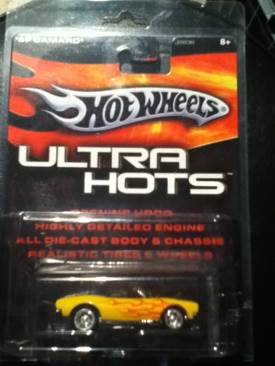 CAMARO
8+
HOT WHEELS
ULTRA
HOTS
OPENING HOOD
HIGHLY DETAILED ENGINE
ALL DIE-CAST BODY & CHASSIS
REALISTIC TIRES & WHEELS